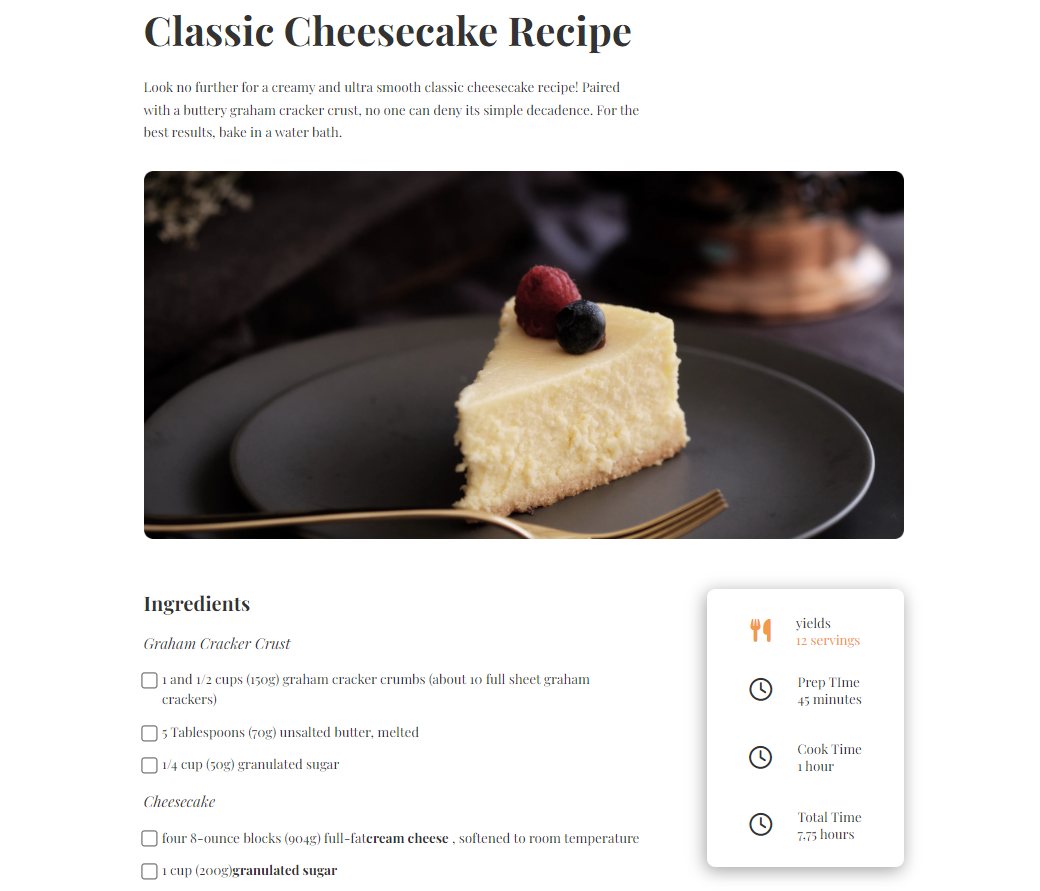 Classic Cheesecake Recipe
Look no further for a creamy and ultra smooth classic cheesecake recipe! Paired
with a buttery graham cracker crust, no one can deny its simple decadence. For the
best results, bake in a water bath.
Ingredients
Graham Cracker Crust
1 and 1/2 cups (150g) graham cracker crumbs (about 10 full sheet graham
crackers)
5 Tablespoons (70g) unsalted butter, melted
1/4 cup (50g) granulated sugar
Cheesecake
four 8-ounce blocks (904g) full-fatcream cheese , softened to room temperature
1 cup (200g)granulated sugar
yields
12 servings
Prep TIme
45 minutes
Cook Time
1 hour
Total Time
7,75 hours